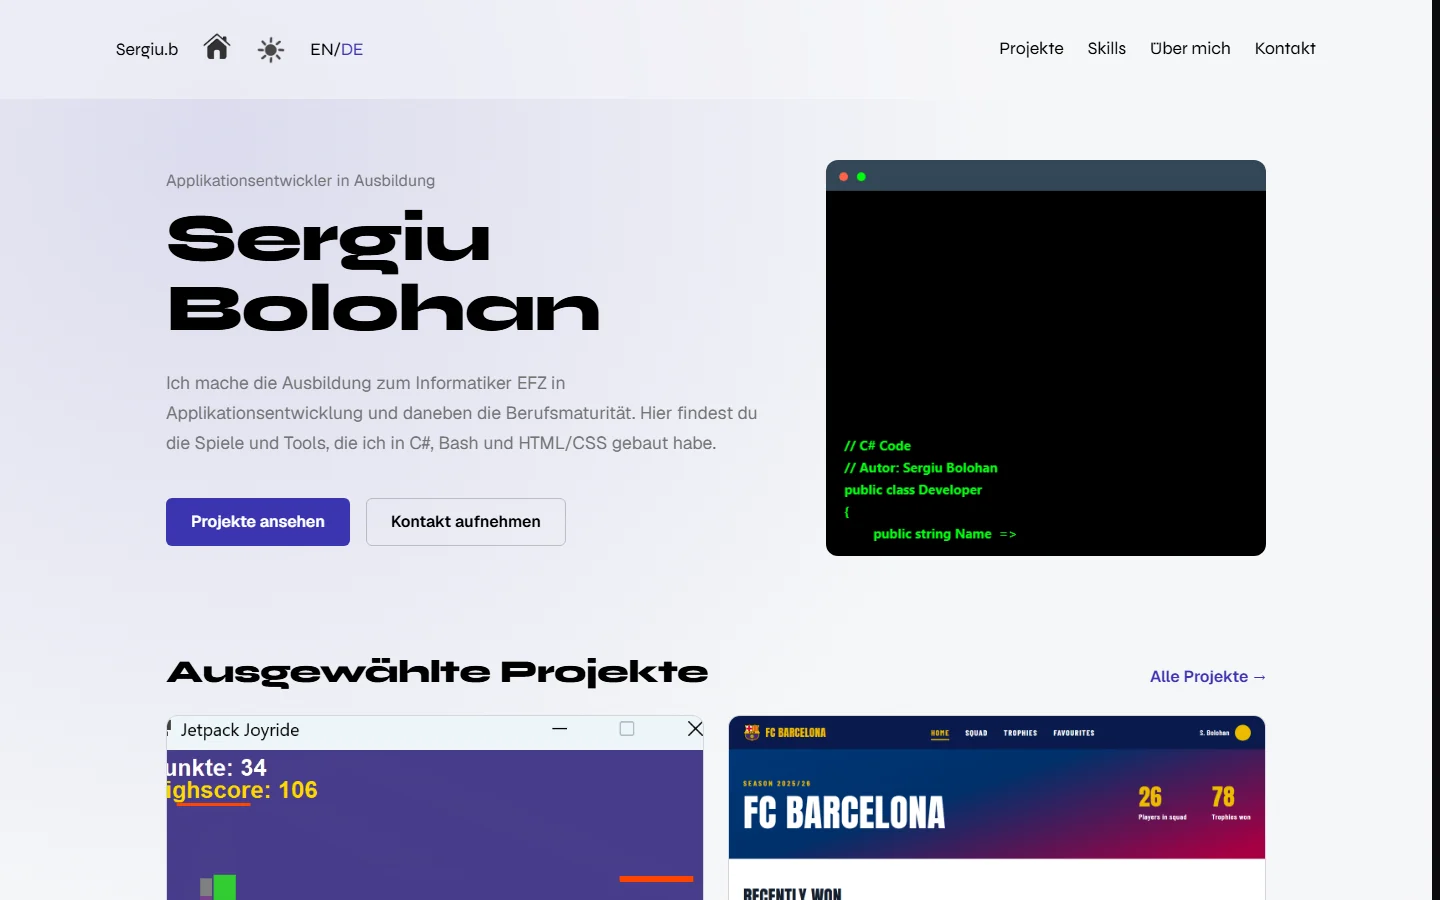 Sergiu.b
EN/DE
Projekte
Skills
Über mich
Kontakt
Applikationsentwickler in Ausbildung
Sergiu
Bolohan
Ich mache die Ausbildung zum Informatiker EFZ in
Applikationsentwicklung und daneben die Berufsmaturität. Hier findest du
die Spiele und Tools, die ich in C#, Bash und HTML/CSS gebaut habe.
Projekte ansehen
Kontakt aufnehmen
// C# Code
// Autor: Sergiu Bolohan
public class Developer
{
public string Name =>
Ausgewählte Projekte
Alle Projekte →
Jetpack Joyride
unkte: 34
ighscore: 106
FC BARCELONA
HOME
SQUAD
TROPHIES
FAVOURITES
S. Bolohan
SEASON 2025/26
FC BARCELONA
26
Players in squad
78
Trophies won
RECENTLY WON